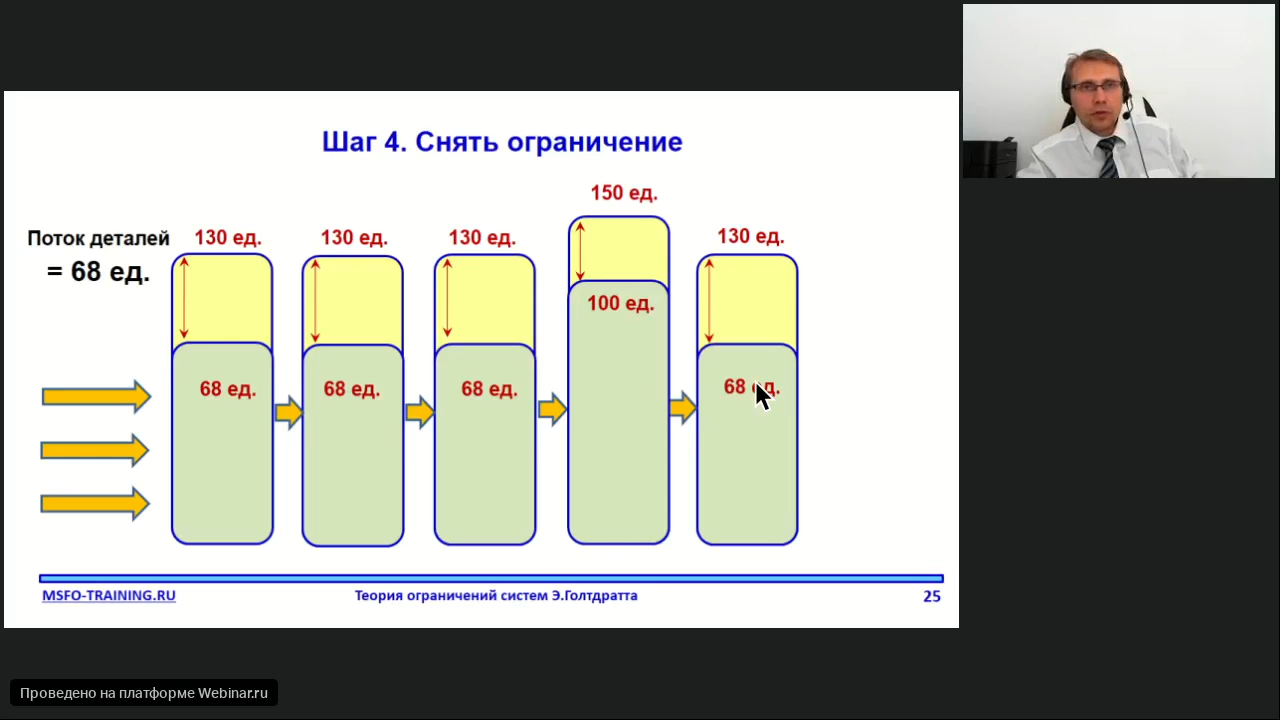 Шаг 4. Снять ограничение
150 ед.
Поток деталей
= 68 ед.
130 ед.
130 ед.
130 ед.
130 ед.
100 ед.
68 ед.
68 ед.
68 ед.
68 ед.
MSFO-TRAINING.RU
Теория ограничений систем Э.Голтдратта
25
Проведено на платформе Webinar.ru